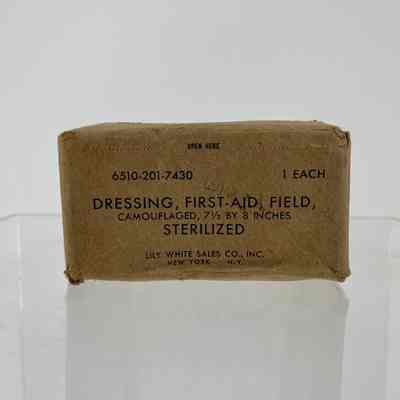 OPEN HERE
6510-201-7430 1 EACH
DRESSING, FIRST-AID, FIELD,
CAMOUFLAGED, 7½ BY 8 INCHES
STERILIZED
LILY WHITE SALES CO., INC.
NEW YORK N.Y.